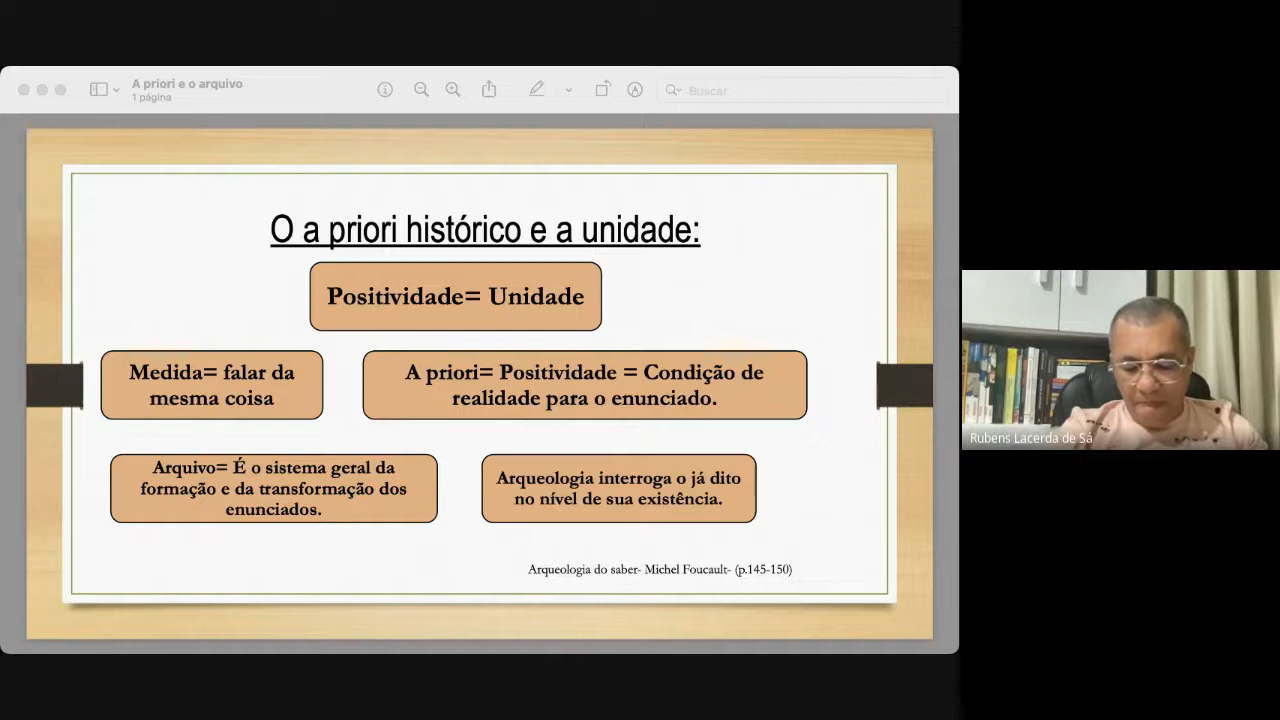 A priori e o arquivo
1 página
Buscar
O a priori histórico e a unidade:
Positividade= Unidade
Medida= falar da
mesma coisa
A priori= Positividade = Condição de
realidade para o enunciado.
Arquivo= É o sistema geral da
formação e da transformação dos
enunciados.
Arqueologia interroga o já dito
no nível de sua existência.
Arqueologia do saber- Michel Foucault- (p.145-150)
Rubens Lacerda de Sá